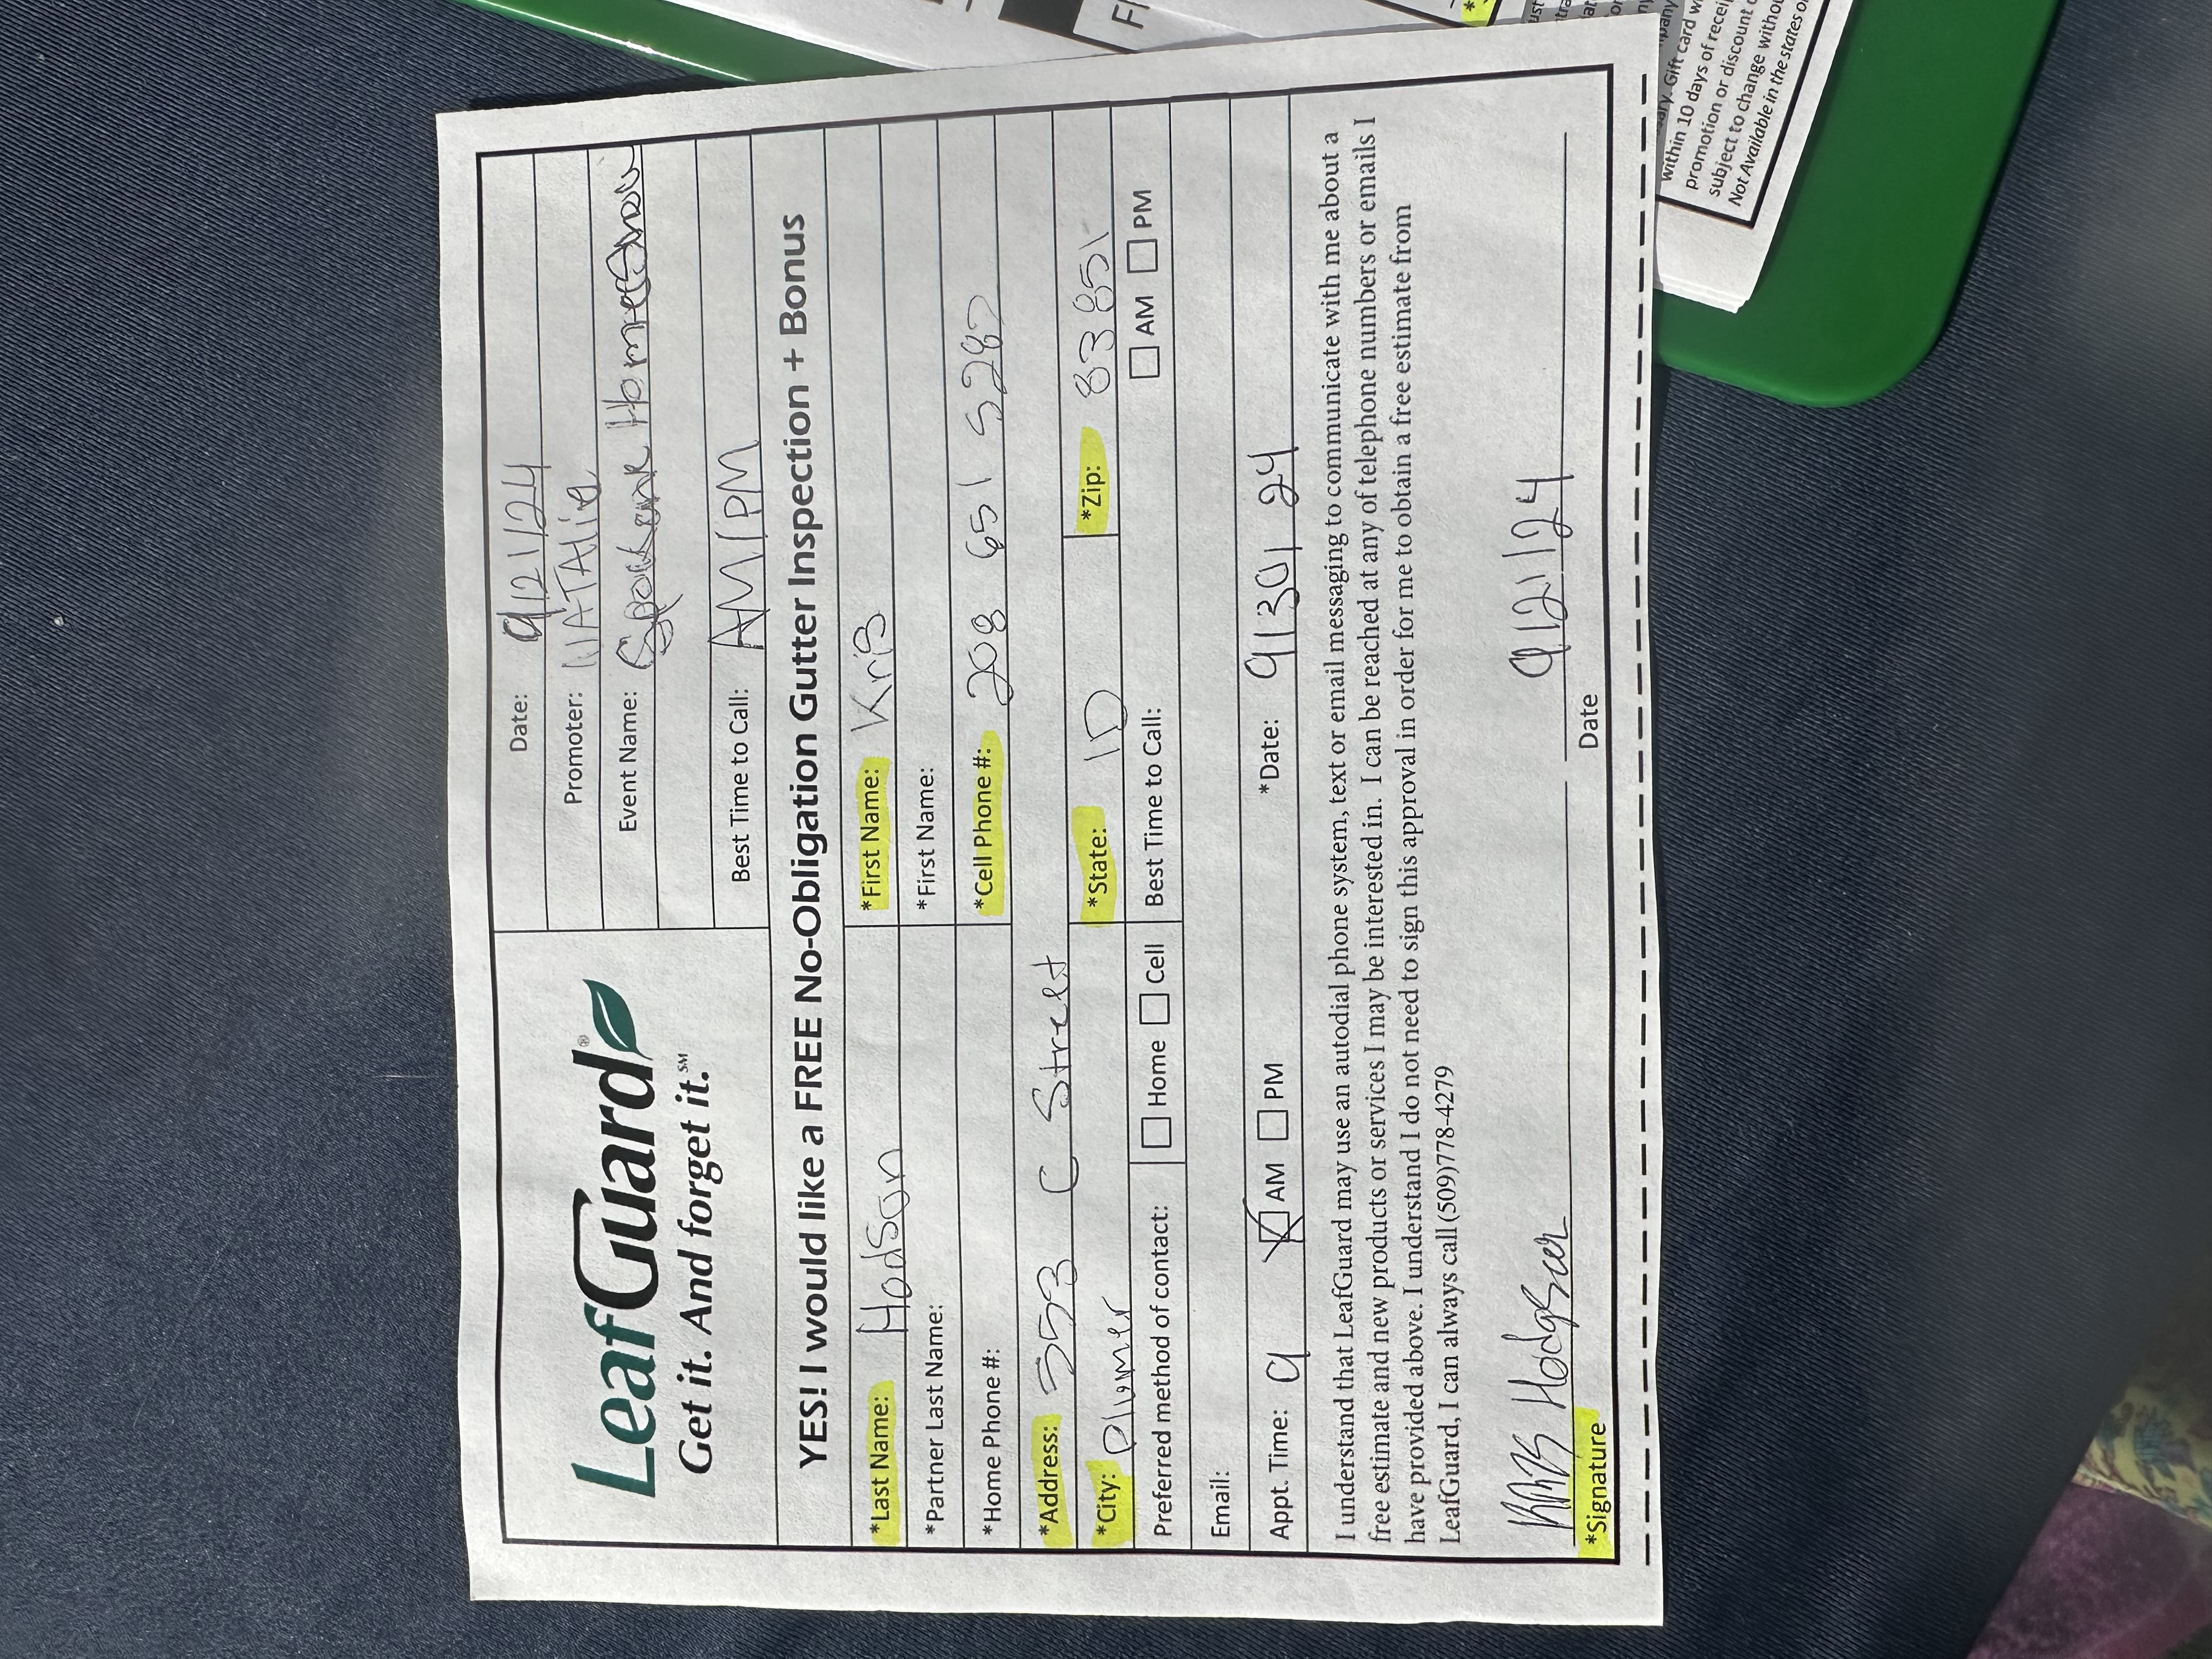 LeafGuard®
Get it. And forget it.℠
Date: 9/21/24
Promoter: NATAlie
Event Name: Spokane HomeShow
Best Time to Call: AM/PM
YES! I would like a FREE No-Obligation Gutter Inspection + Bonus
*Last Name: Hodson *First Name: Kris
*Partner Last Name: *First Name:
*Home Phone #: *Cell Phone #: 208 651 5282
*Address: 553 C Street
*City: Plumer *State: ID *Zip: 83851
Preferred method of contact: Home Cell Best Time to Call: AM PM
Email:
Appt. Time: 9 AM PM *Date: 9/30/24
I understand that LeafGuard may use an autodial phone system, text or email messaging to communicate with me about a
free estimate and new products or services I may be interested in. I can be reached at any of telephone numbers or emails I
have provided above. I understand I do not need to sign this approval in order for me to obtain a free estimate from
LeafGuard, I can always call (509)778-4279
KRIS Hodgson 9/21/24
*Signature Date
Gift card
within 10 days of
promotion or discount
subject to change
Not Available in the states